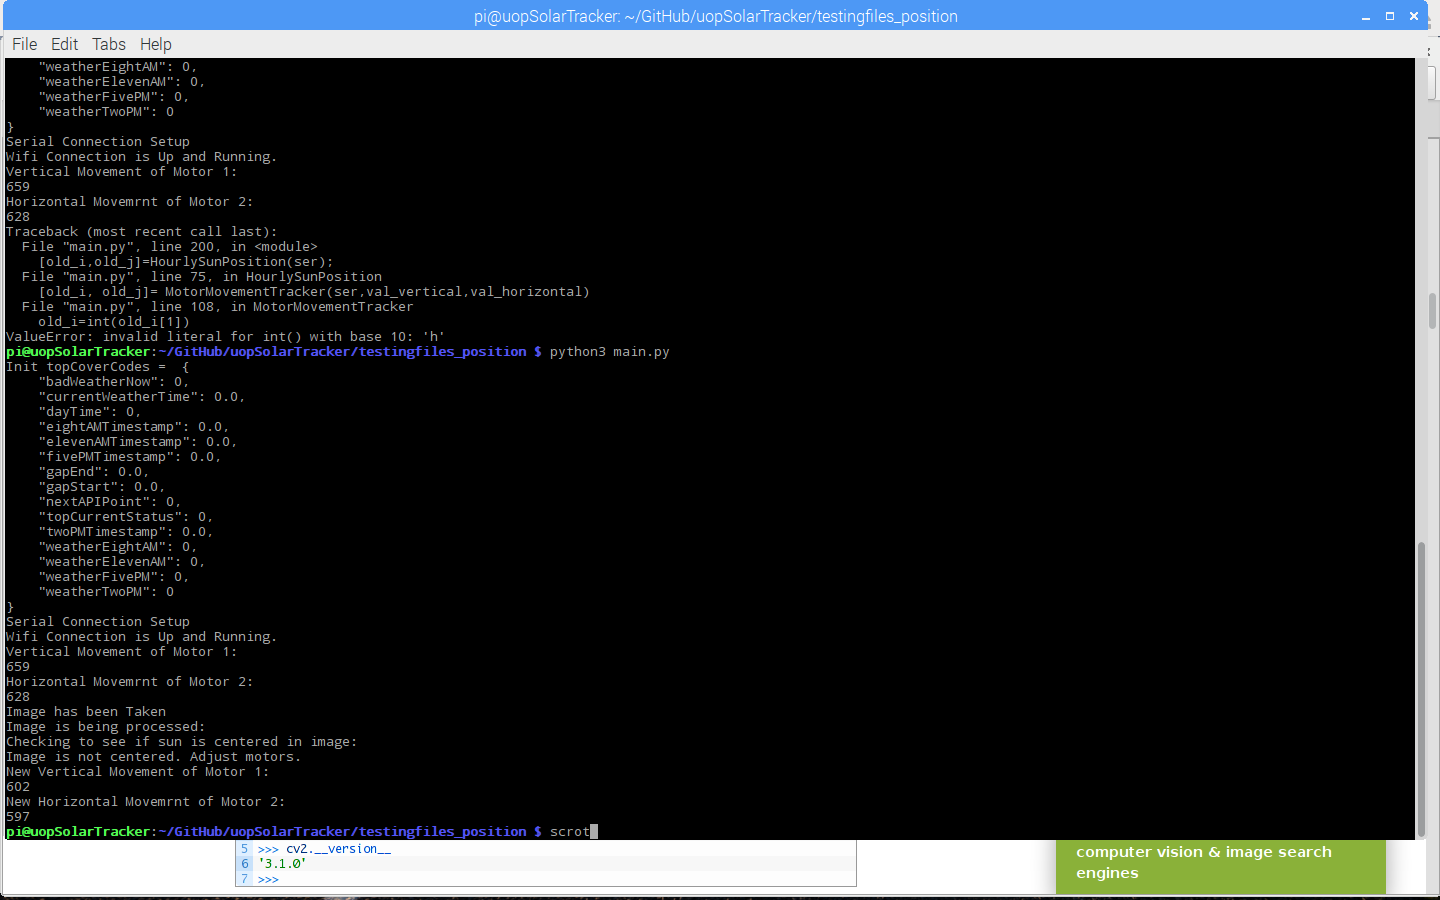 pi@uopSolarTracker: ~/GitHub/uopSolarTracker/testingfiles_position
File Edit Tabs Help
    "weatherEightAM": 0,
    "weatherElevenAM": 0,
    "weatherFivePM": 0,
    "weatherTwoPM": 0
}
Serial Connection Setup
Wifi Connection is Up and Running.
Vertical Movement of Motor 1:
659
Horizontal Movemrnt of Motor 2:
628
Traceback (most recent call last):
  File "main.py", line 200, in <module>
    [old_i,old_j]=HourlySunPosition(ser);
  File "main.py", line 75, in HourlySunPosition
    [old_i, old_j]= MotorMovementTracker(ser,val_vertical,val_horizontal)
  File "main.py", line 108, in MotorMovementTracker
    old_i=int(old_i[1])
ValueError: invalid literal for int() with base 10: 'h'
pi@uopSolarTracker:~/GitHub/uopSolarTracker/testingfiles_position $ python3 main.py
Init topCoverCodes =  {
    "badWeatherNow": 0,
    "currentWeatherTime": 0.0,
    "dayTime": 0,
    "eightAMTimestamp": 0.0,
    "elevenAMTimestamp": 0.0,
    "fivePMTimestamp": 0.0,
    "gapEnd": 0.0,
    "gapStart": 0.0,
    "nextAPIPoint": 0,
    "topCurrentStatus": 0,
    "twoPMTimestamp": 0.0,
    "weatherEightAM": 0,
    "weatherElevenAM": 0,
    "weatherFivePM": 0,
    "weatherTwoPM": 0
}
Serial Connection Setup
Wifi Connection is Up and Running.
Vertical Movement of Motor 1:
659
Horizontal Movemrnt of Motor 2:
628
Image has been Taken
Image is being processed:
Checking to see if sun is centered in image:
Image is not centered. Adjust motors.
New Vertical Movement of Motor 1:
602
New Horizontal Movemrnt of Motor 2:
597
pi@uopSolarTracker:~/GitHub/uopSolarTracker/testingfiles_position $ scrot
5 >>> cv2.__version__
6 '3.1.0'
7 >>>
computer vision & image search
engines